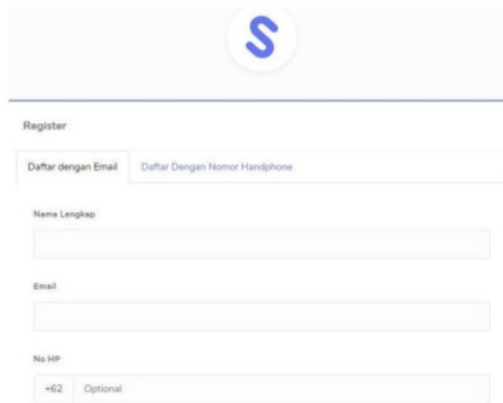 S
Register
Daftar dengan Email Daftar Dengan Nomor Handphone
Nama Lengkap
Email
No HP
+62 Optional